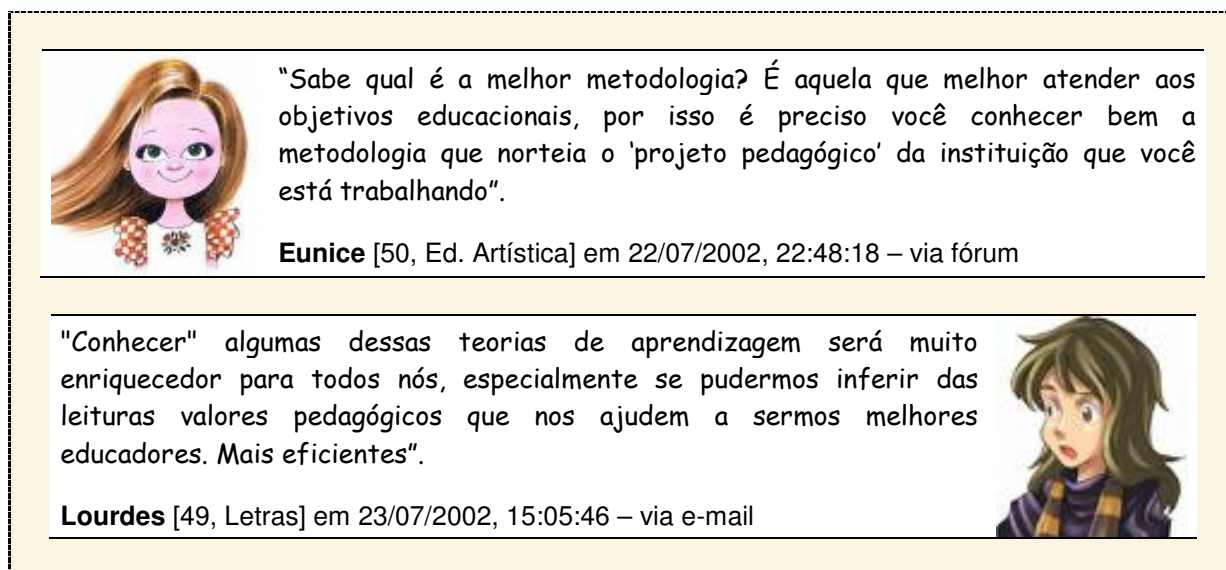 “Sabe qual é a melhor metodologia? É aquela que melhor atender aos
objetivos educacionais, por isso é preciso você conhecer bem a
metodologia que norteia o ‘projeto pedagógico’ da instituição que você
está trabalhando”.
Eunice [50, Ed. Artística] em 22/07/2002, 22:48:18 – via fórum
"Conhecer" algumas dessas teorias de aprendizagem será muito
enriquecedor para todos nós, especialmente se pudermos inferir das
leituras valores pedagógicos que nos ajudem a sermos melhores
educadores. Mais eficientes”.
Lourdes [49, Letras] em 23/07/2002, 15:05:46 – via e-mail